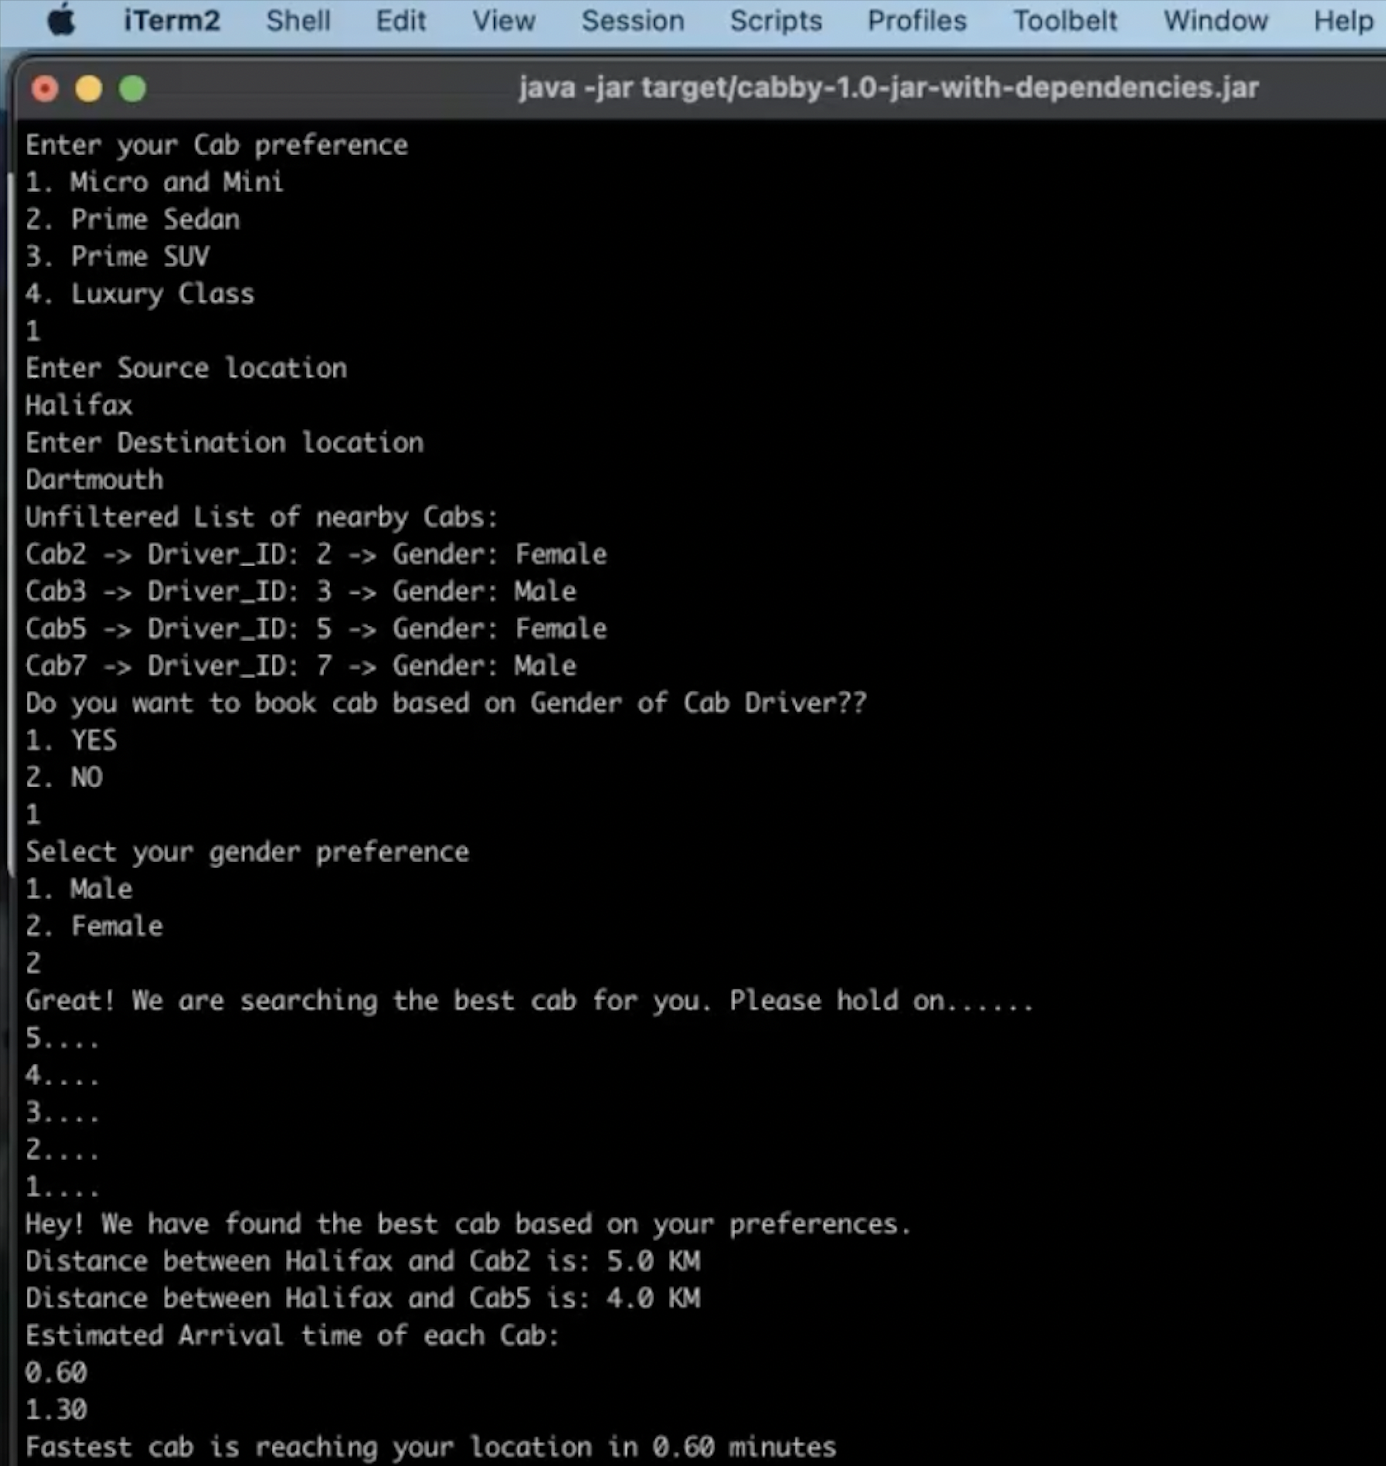 iTerm2 Shell Edit View Session Scripts Profiles Toolbelt Window Help
java -jar target/cabby-1.0-jar-with-dependencies.jar
Enter your Cab preference
1. Micro and Mini
2. Prime Sedan
3. Prime SUV
4. Luxury Class
1
Enter Source location
Halifax
Enter Destination location
Dartmouth
Unfiltered List of nearby Cabs:
Cab2 -> Driver_ID: 2 -> Gender: Female
Cab3 -> Driver_ID: 3 -> Gender: Male
Cab5 -> Driver_ID: 5 -> Gender: Female
Cab7 -> Driver_ID: 7 -> Gender: Male
Do you want to book cab based on Gender of Cab Driver??
1. YES
2. NO
1
Select your gender preference
1. Male
2. Female
2
Great! We are searching the best cab for you. Please hold on......
5....
4....
3....
2....
1....
Hey! We have found the best cab based on your preferences.
Distance between Halifax and Cab2 is: 5.0 KM
Distance between Halifax and Cab5 is: 4.0 KM
Estimated Arrival time of each Cab:
0.60
1.30
Fastest cab is reaching your location in 0.60 minutes